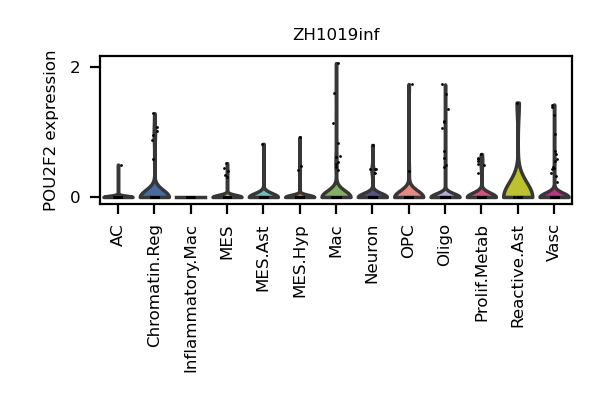 ZH1019inf
POU2F2 expression
2
0
AC
Chromatin.Reg
Inflammatory.Mac
MES
MES.Ast
MES.Hyp
Mac
Neuron
OPC
Oligo
Prolif.Metab
Reactive.Ast
Vasc